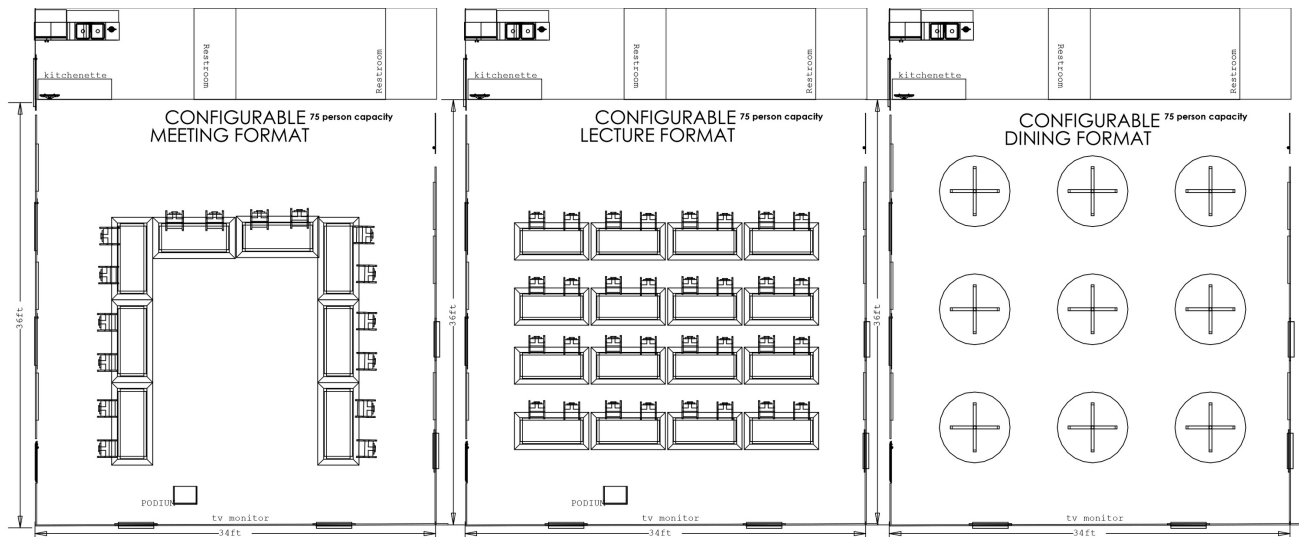 Restroom
Restroom
kitchenette
CONFIGURABLE 75 person capacity
MEETING FORMAT
36ft
PODIUM
tv monitor
34ft
Restroom
Restroom
kitchenette
CONFIGURABLE 75 person capacity
LECTURE FORMAT
36ft
PODIUM
tv monitor
34ft
Restroom
Restroom
kitchenette
CONFIGURABLE 75 person capacity
DINING FORMAT
36ft
tv monitor
34ft